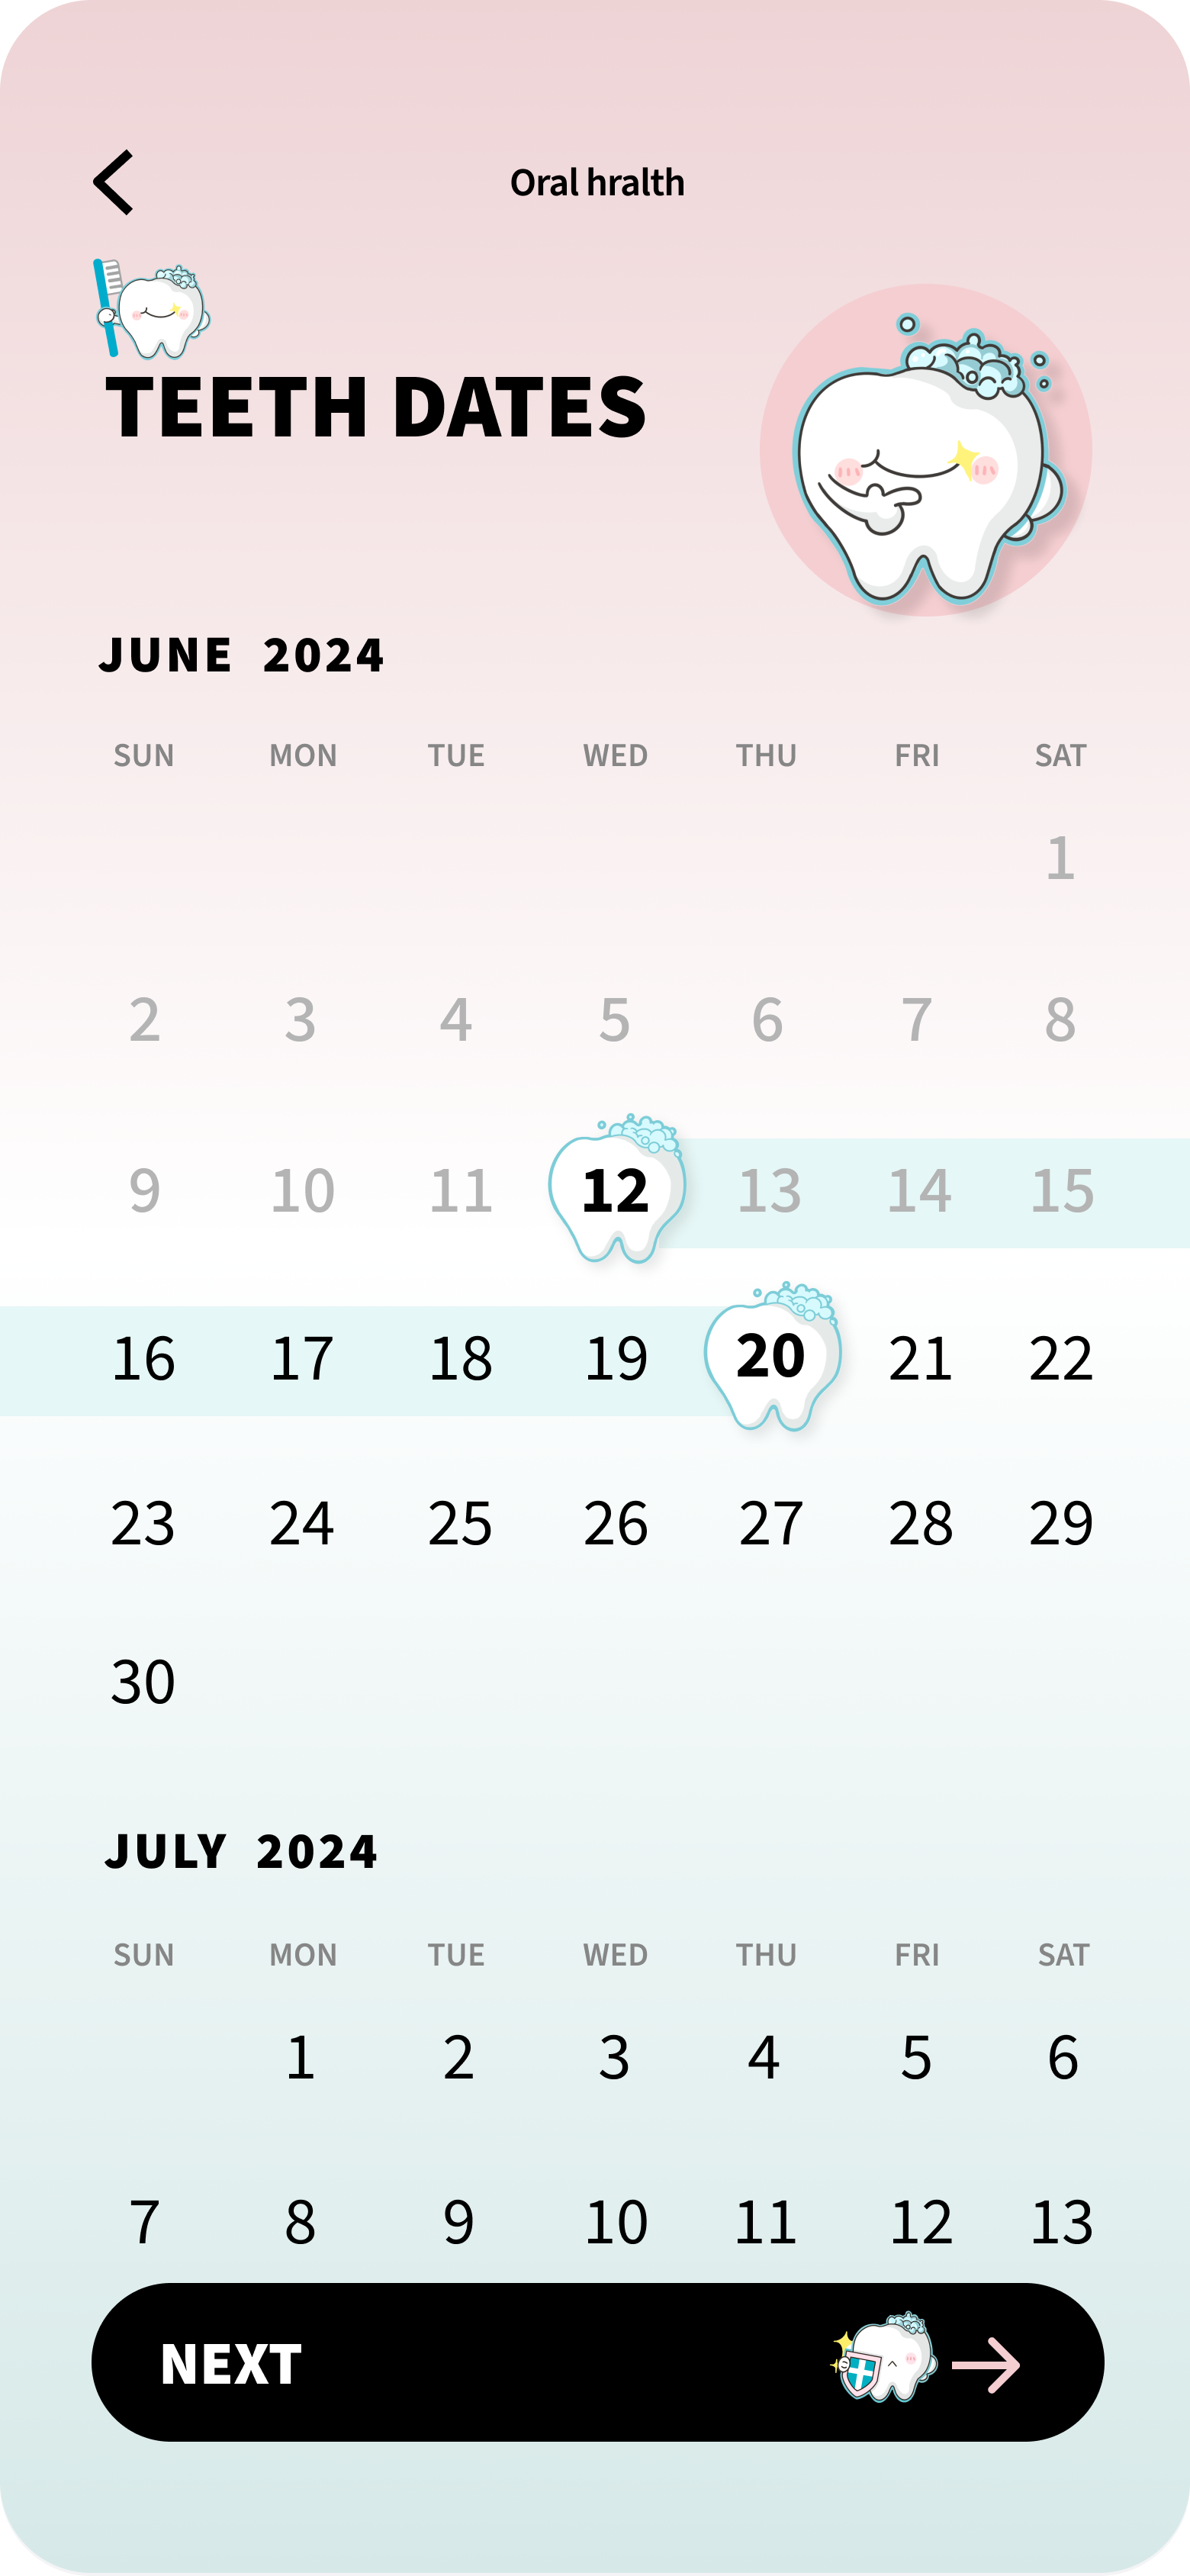 Oral hralth
TEETH DATES
JUNE 2024
SUN MON TUE WED THU FRI SAT
1
2 3 4 5 6 7 8
9 10 11 12 13 14 15
16 17 18 19 20 21 22
23 24 25 26 27 28 29
30
JULY 2024
SUN MON TUE WED THU FRI SAT
1 2 3 4 5 6
7 8 9 10 11 12 13
NEXT